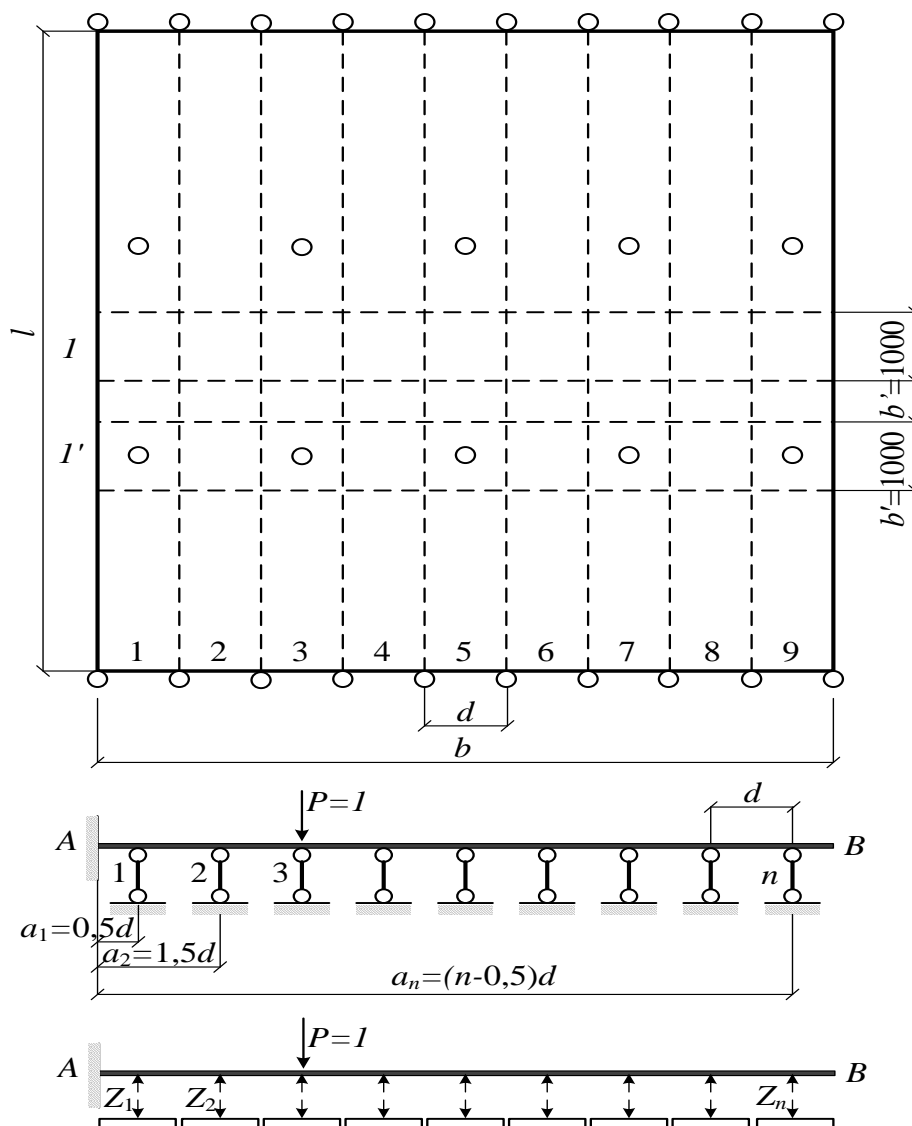 l
1
1'
b'=1000
b'=1000
1 2 3 4 5 6 7 8 9
d
b
P=1
d
A
B
1
2
3
n
a1=0,5d
a2=1,5d
an=(n-0,5)d
P=1
A
B
Z1
Z2
Zn